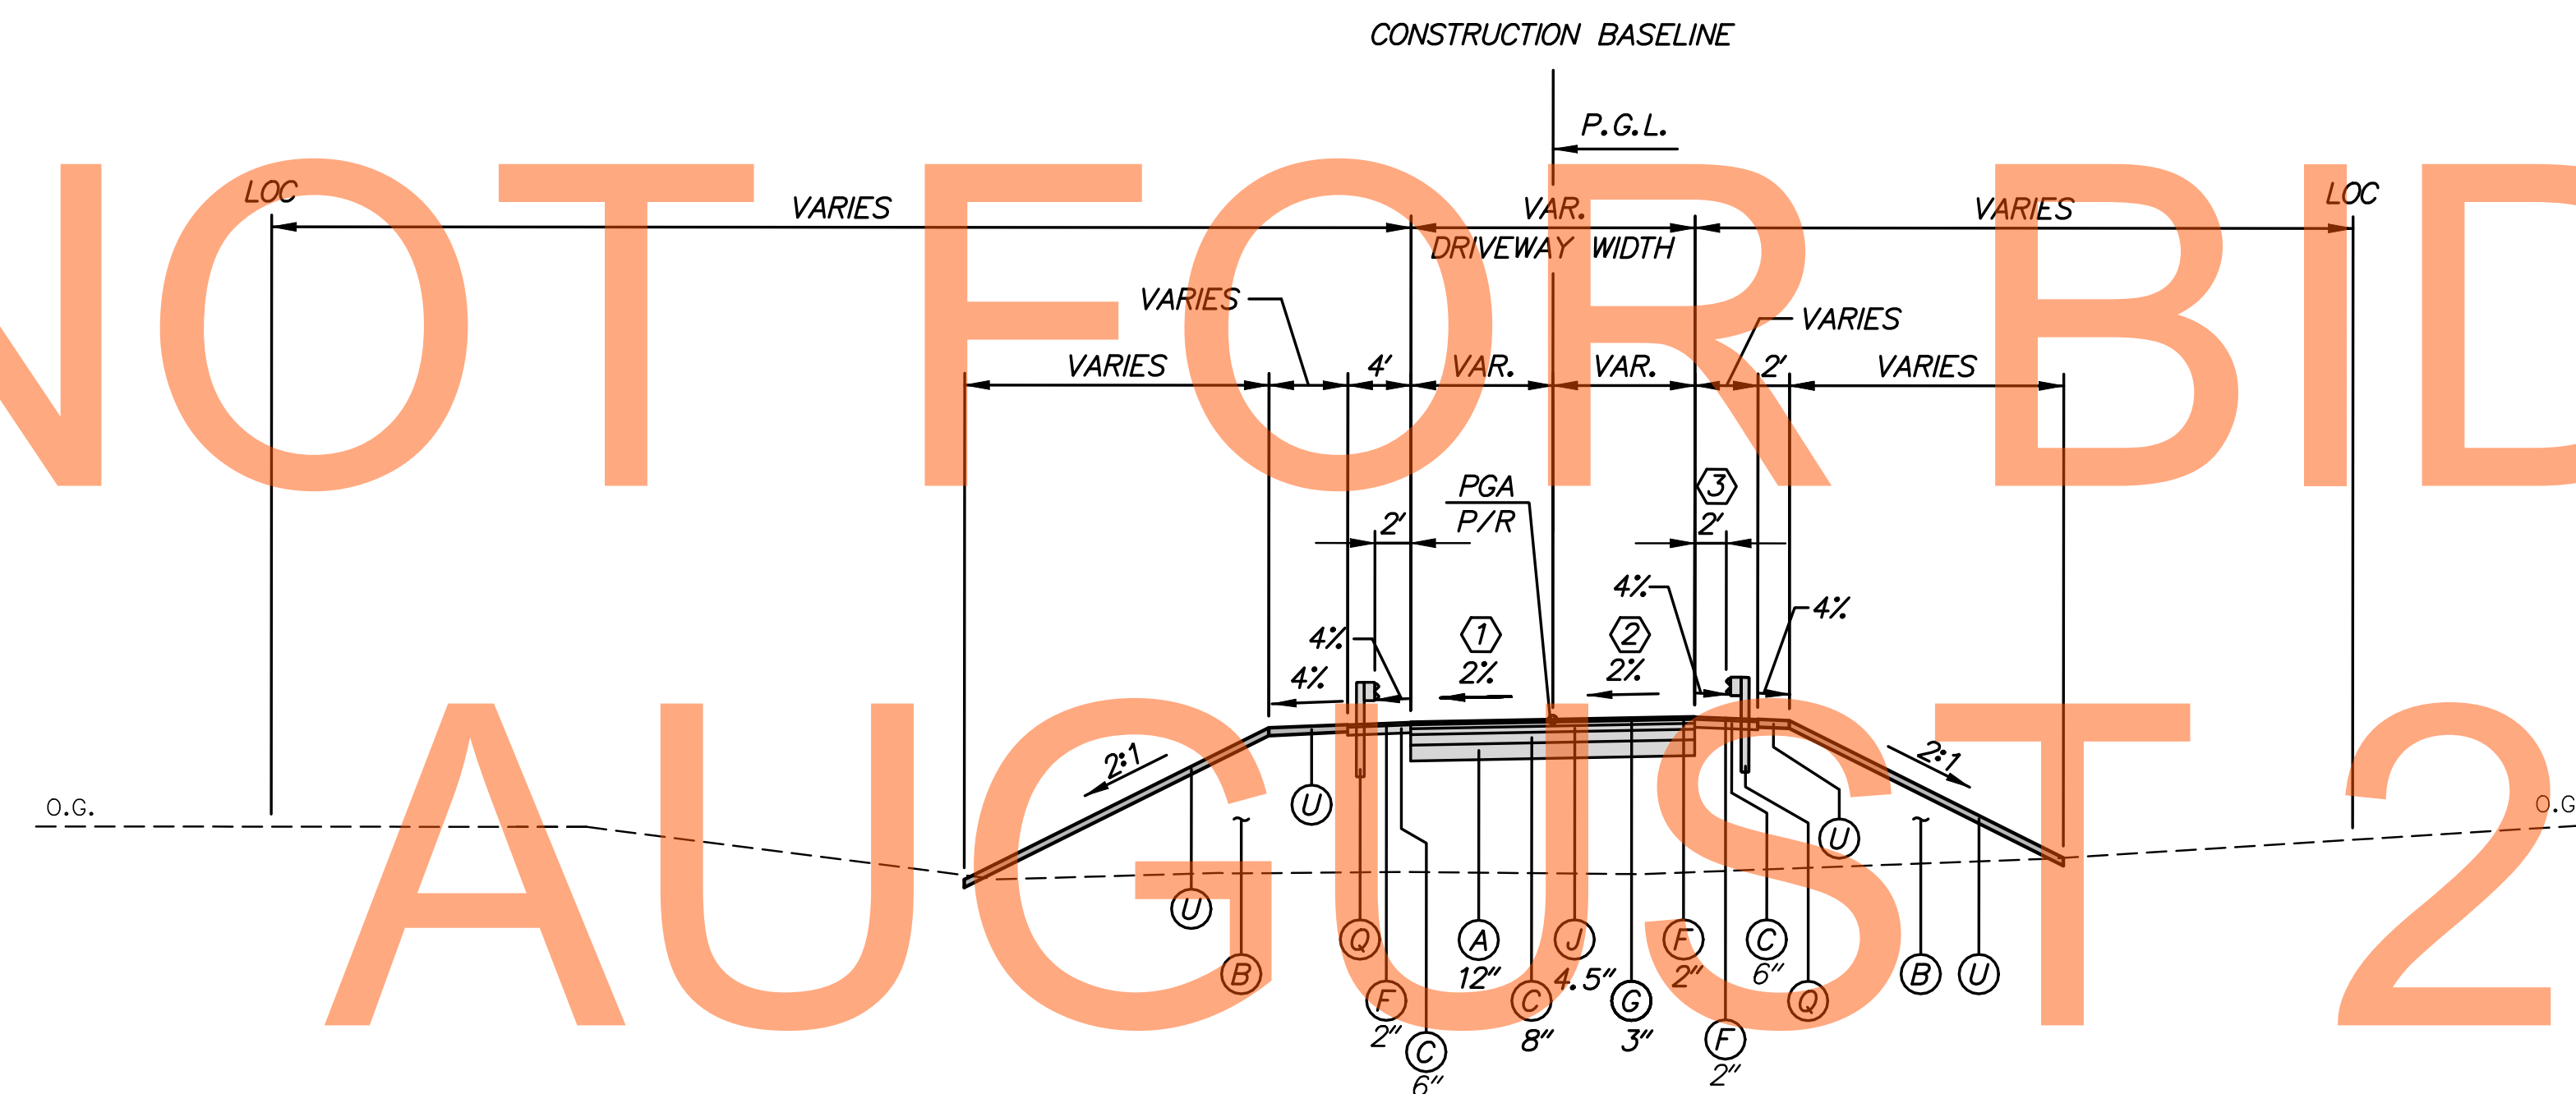 CONSTRUCTION BASELINE
P.G.L.
NOT FOR BID
LOC
VARIES
VAR.
VARIES
LOC
DRIVEWAY WIDTH
VARIES
VARIES
VARIES
4'
VAR.
VAR.
2'
VARIES
PGA
P/R
3
2'
2'
4%
4%
4%
1
2
4%
2%
2%
2:1
2:1
O.G.
O.G
AUGUST 2
U
U
U
Q
A
J
F
C
12"
4.5"
2"
6"
B
F
C
G
Q
B
U
2"
8"
3"
C
F
6"
2"